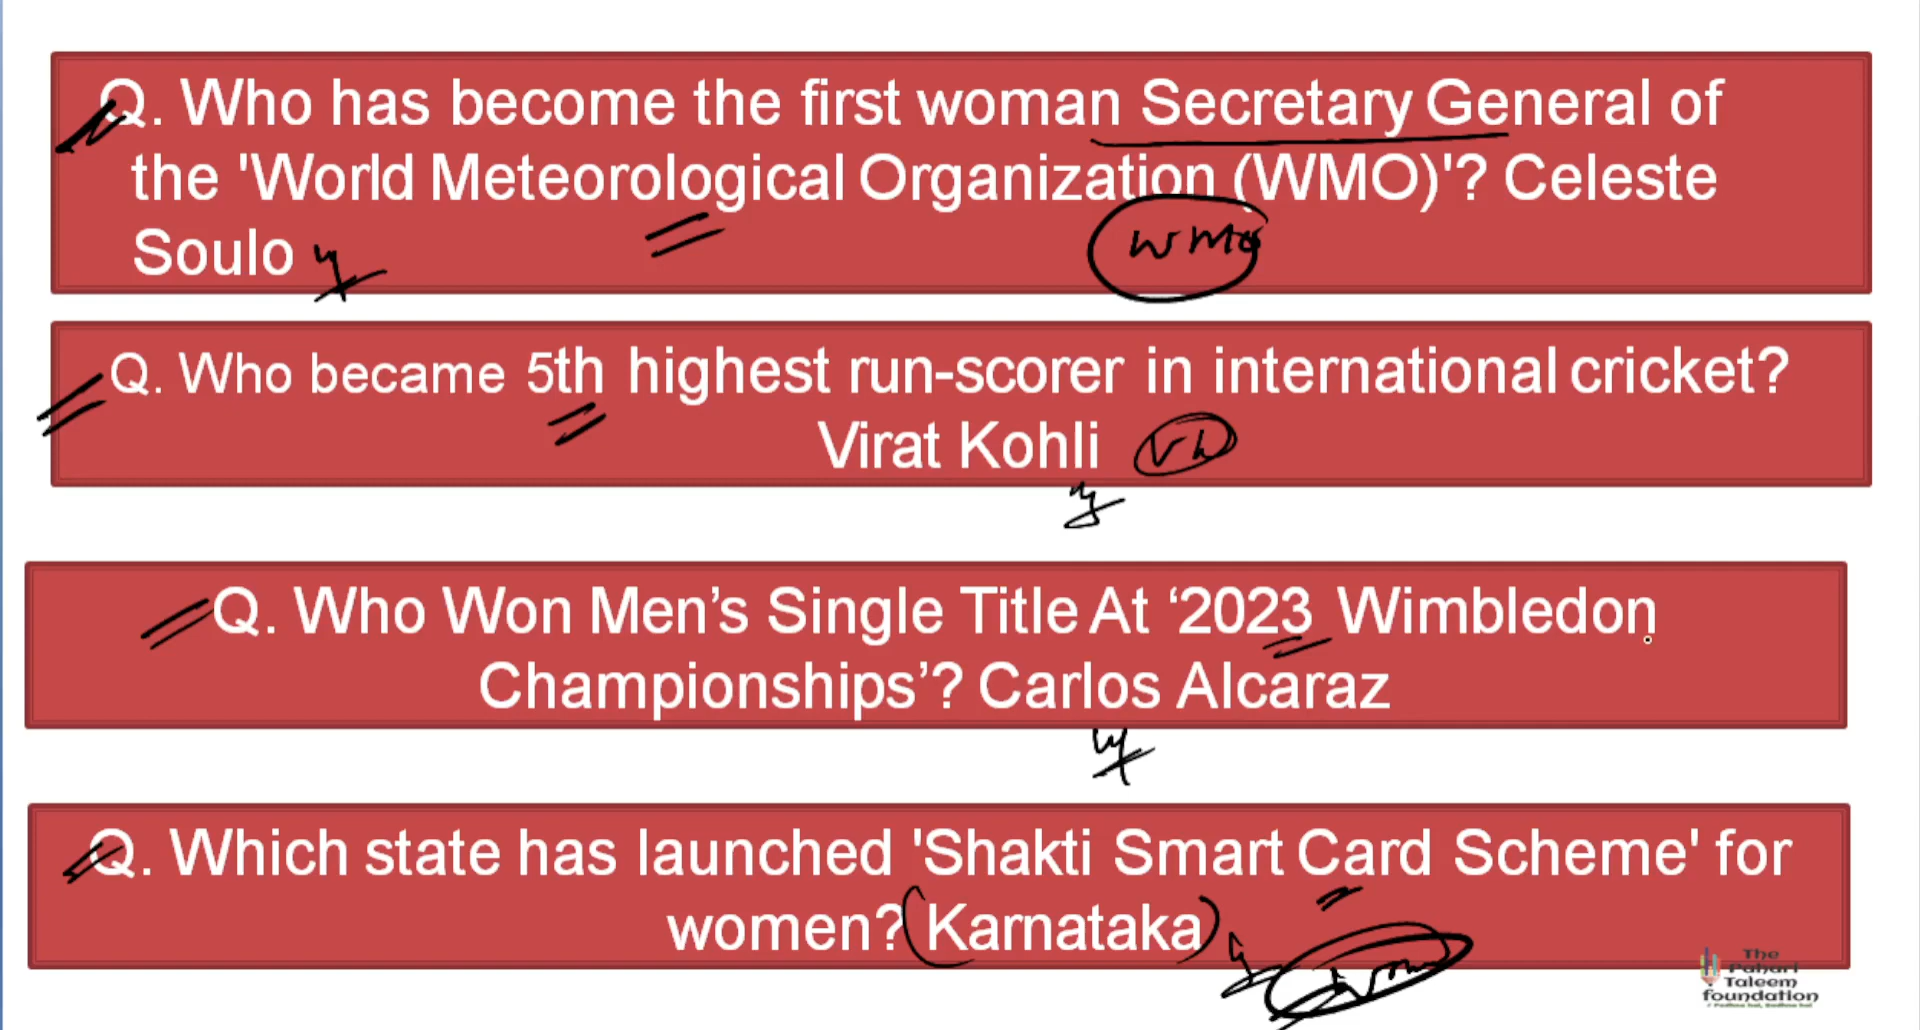 Q. Who has become the first woman Secretary General of
the 'World Meteorological Organization (WMO)'? Celeste
Soulo
WMO
Q. Who became 5th highest run-scorer in international cricket?
Virat Kohli
Q. Who Won Men’s Single Title At ‘2023 Wimbledon
Championships’? Carlos Alcaraz
Q. Which state has launched 'Shakti Smart Card Scheme' for
women? (Karnataka)
The
Pahari
Taleem
foundation